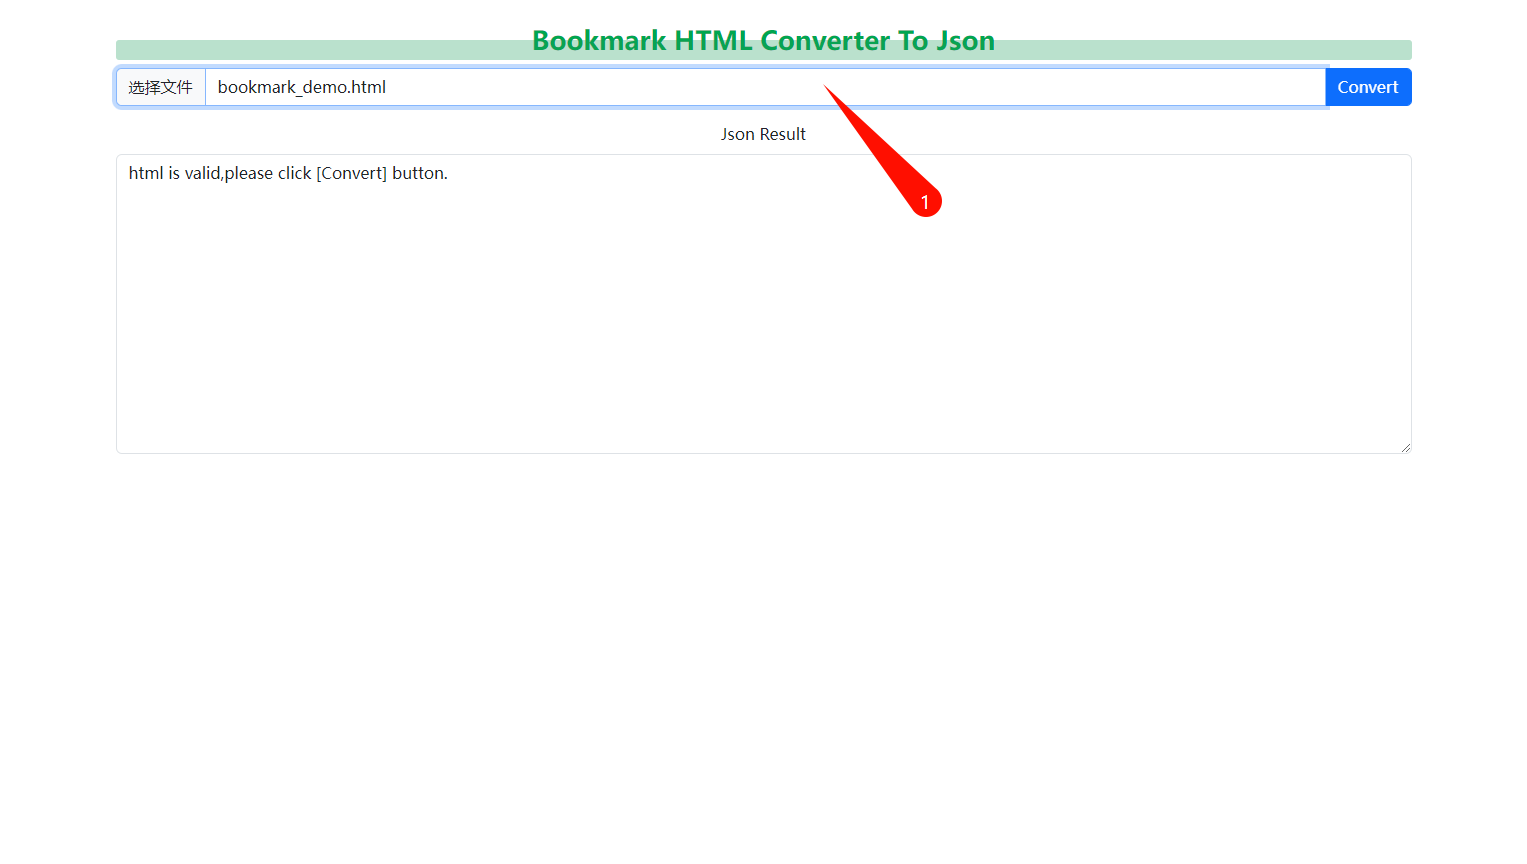 Bookmark HTML Converter To Json
选择文件 bookmark_demo.html Convert
Json Result
html is valid,please click [Convert] button.
1